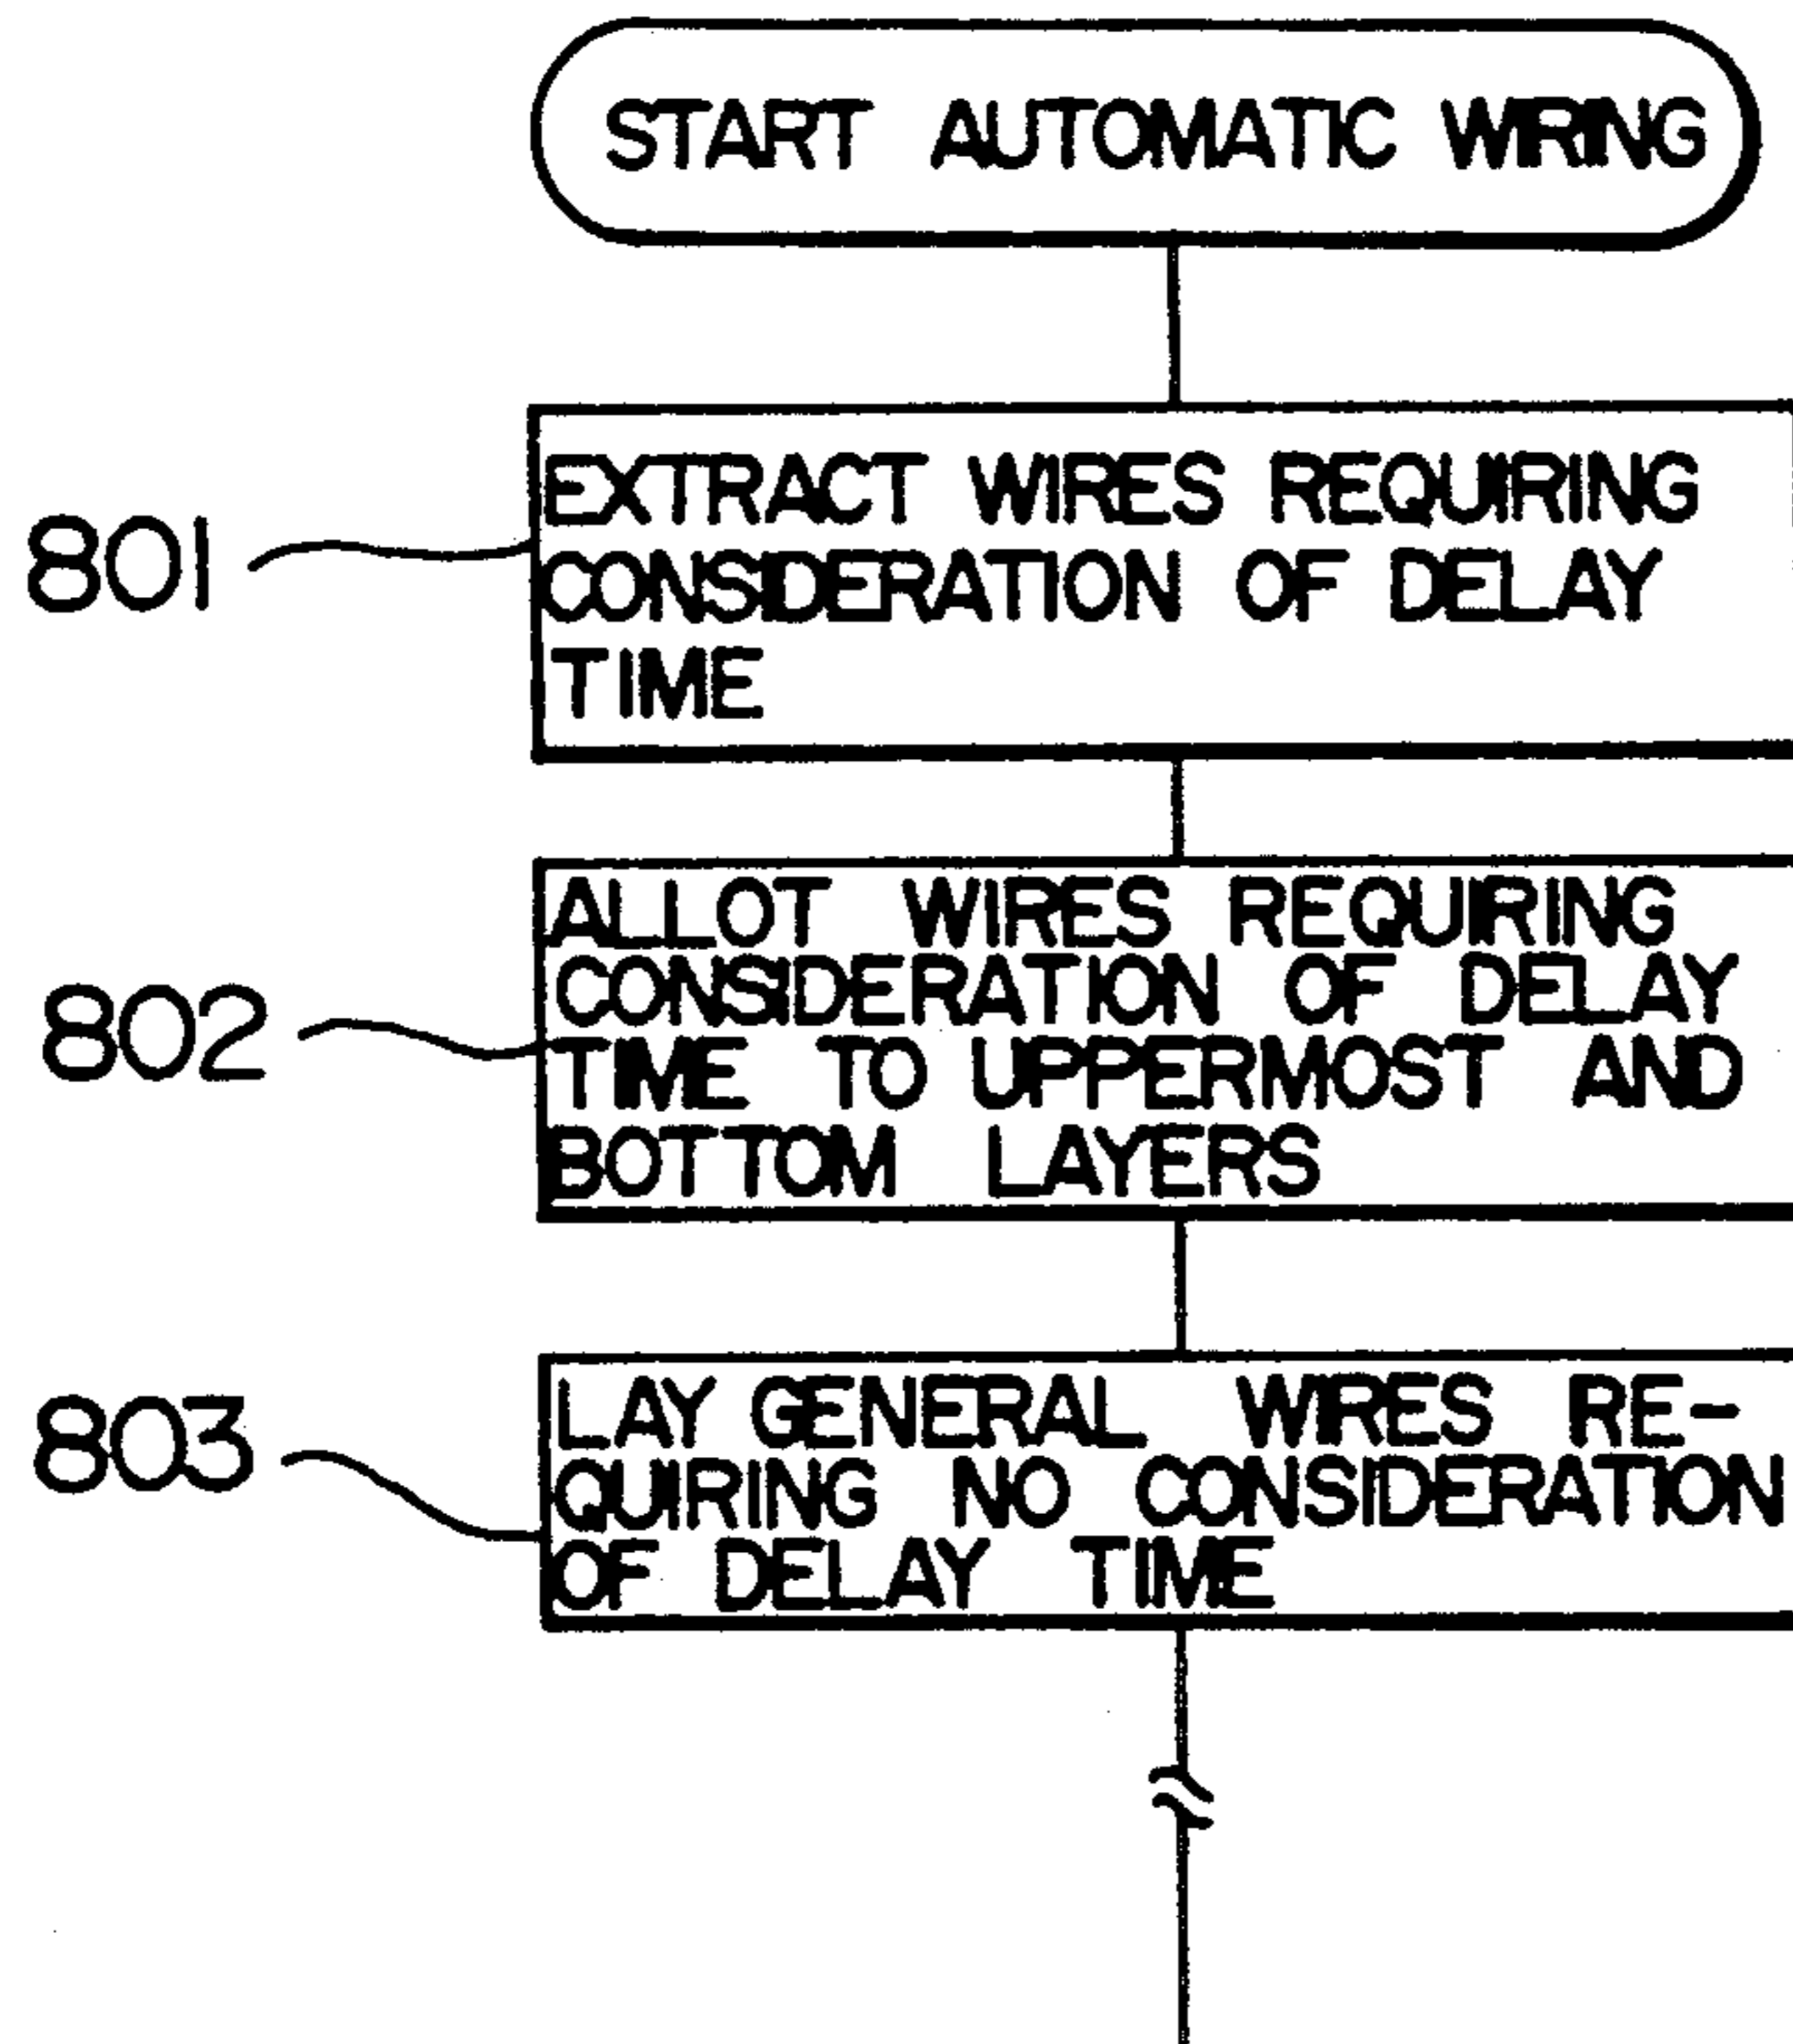 START AUTOMATIC WIRING
801
EXTRACT WIRES REQUIRING
CONSIDERATION OF DELAY
TIME
802
ALLOT WIRES REQUIRING
CONSIDERATION OF DELAY
TIME TO UPPERMOST AND
BOTTOM LAYERS
803
LAY GENERAL WIRES RE-
QUIRING NO CONSIDERATION
OF DELAY TIME